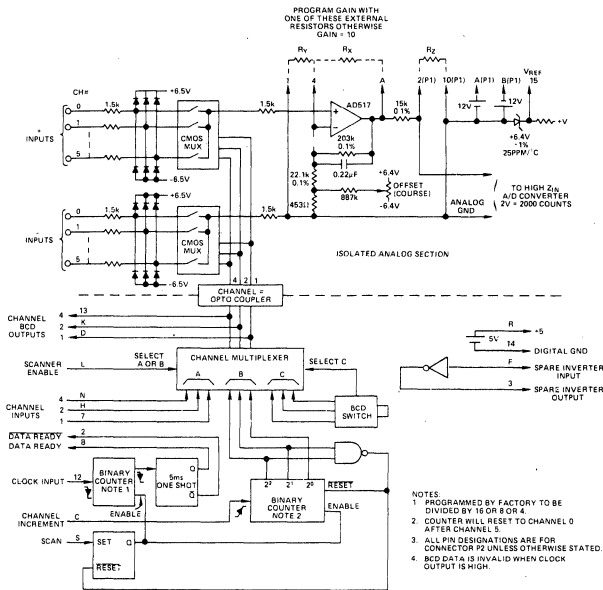 PROGRAM GAIN WITH
ONE OF THESE EXTERNAL
RESISTORS OTHERWISE
GAIN = 10
RY
RX
RZ
1
4
A
2(P1)
10(P1)
A(P1)
B(P1)
VREF
15
12V
12V
+V
+6.4V
-1%
25PPM/°C
CH#
+6.5V
0
1.5k
1
5
+
INPUTS
CMOS
MUX
-6.5V
1.5k
+
-
AD517
15k
0.1%
203k
0.1%
0.22µF
22.1k
0.1%
+6.4V
OFFSET
(COURSE)
-6.4V
887k
453Ω
ANALOG
GND
TO HIGH ZIN
A/D CONVERTER
2V = 2000 COUNTS
+6.5V
0
1.5k
1
5
-
INPUTS
CMOS
MUX
-6.5V
1.5k
ISOLATED ANALOG SECTION
4 2 1
CHANNEL =
OPTO COUPLER
CHANNEL
BCD
OUTPUTS
4 13
2 K
1 D
SCANNER
ENABLE
L
SELECT
A OR B
CHANNEL MULTIPLEXER
SELECT C
A
B
C
BCD
SWITCH
CHANNEL
INPUTS
4 N
2 H
1 7
DATA READY 2
DATA READY B
CLOCK INPUT 12
BINARY
COUNTER
NOTE 1
ENABLE
5ms
ONE SHOT
Q
Q
2² 2¹ 2⁰
BINARY
COUNTER
NOTE 2
RESET
ENABLE
CHANNEL
INCREMENT
C
SCAN S
SET Q
RESET
R
+5
5V
14
DIGITAL GND
F
SPARE INVERTER
INPUT
3
SPARE INVERTER
OUTPUT
NOTES:
1 PROGRAMMED BY FACTORY TO BE
DIVIDED BY 16 OR 8 OR 4.
2. COUNTER WILL RESET TO CHANNEL 0
AFTER CHANNEL 5.
3. ALL PIN DESIGNATIONS ARE FOR
CONNECTOR P2 UNLESS OTHERWISE STATED.
4. BCD DATA IS INVALID WHEN CLOCK
OUTPUT IS HIGH.